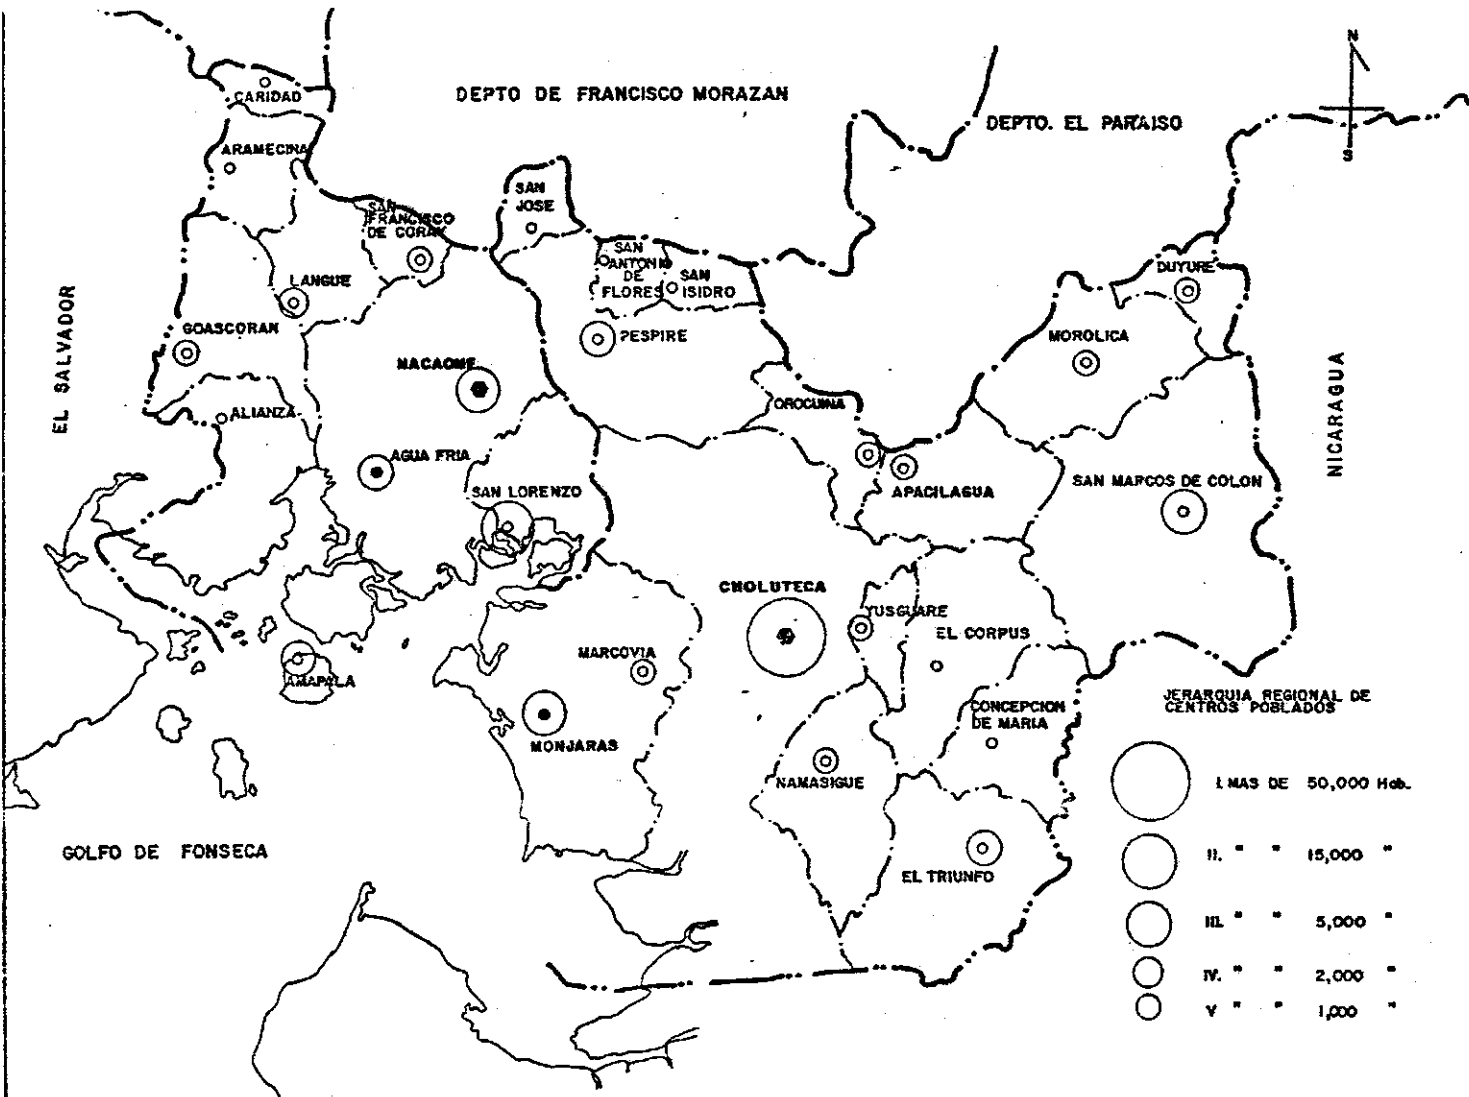 N
S
DEPTO DE FRANCISCO MORAZAN
DEPTO. EL PARAISO
CARIDAD
ARAMECINA
SAN
FRANCISCO
DE CORAY
SAN
JOSE
SAN
ANTONIO
DE
FLORES
SAN
ISIDRO
LANGUE
GOASCORAN
EL SALVADOR
DUYURE
MOROLICA
NICARAGUA
PESPIRE
NACAOME
ALIANZA
OROCUINA
AGUA FRIA
SAN LORENZO
APACILAGUA
SAN MARCOS DE COLON
CHOLUTECA
YUSGUARE
EL CORPUS
MARCOVIA
AMAPALA
CONCEPCION
DE MARIA
MONJARAS
NAMASIGUE
EL TRIUNFO
GOLFO DE FONSECA
JERARQUIA REGIONAL DE
CENTROS POBLADOS
I. MAS DE 50,000 Hab.
II. " " 15,000 "
III. " " 5,000 "
IV. " " 2,000 "
V " " 1,000 "